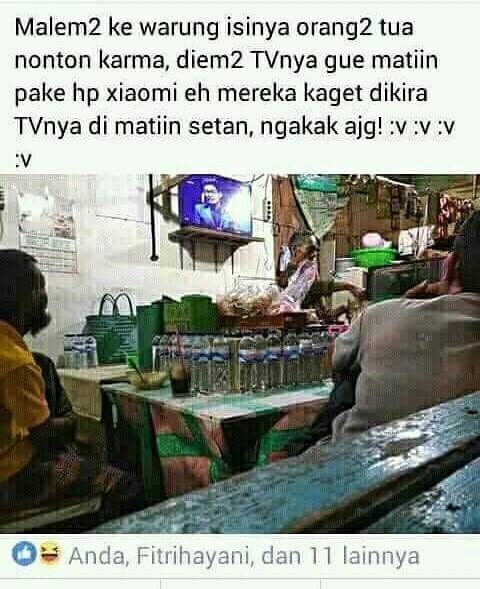 Malem2 ke warung isinya orang2 tua
nonton karma, diem2 TVnya gue matiin
pake hp xiaomi eh mereka kaget dikira
TVnya di matiin setan, ngakak ajg! :v :v :v
:v
Anda, Fitrihayani, dan 11 lainnya